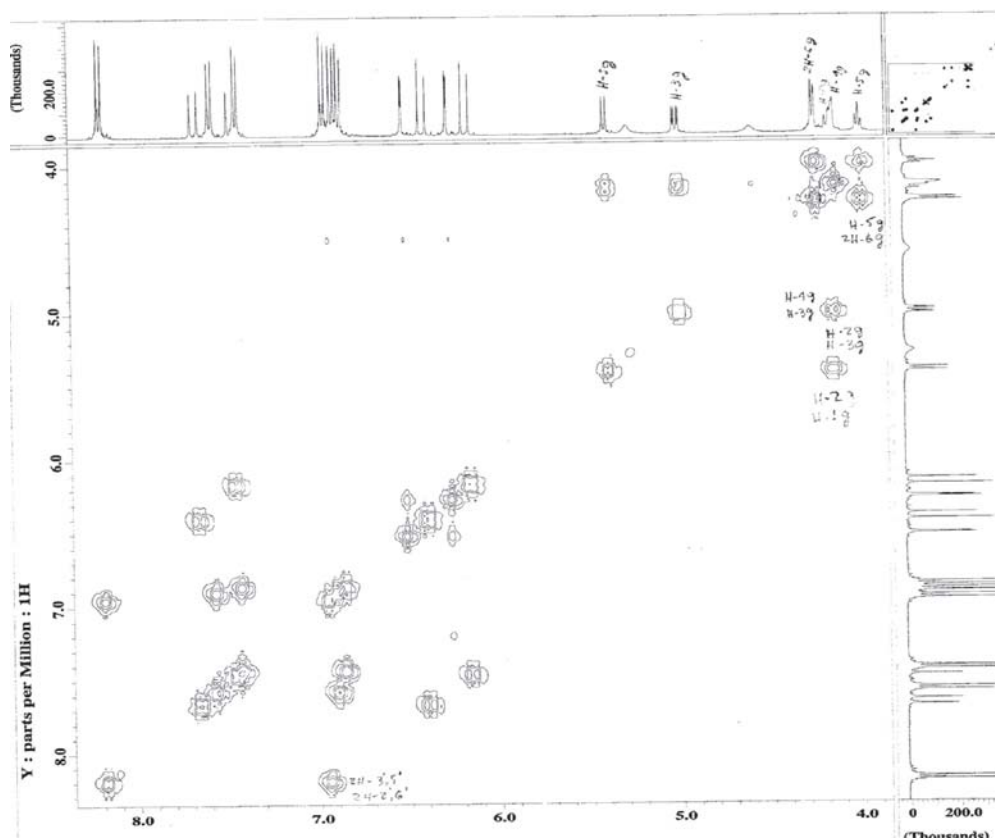 (Thousands)
200.0
0
H-2g
H-3g
2H-6g
H-4g
H-5g
4.0
5.0
6.0
7.0
8.0
Y : parts per Million : 1H
H-5g
2H-6g
H-4g
H-3g
H-2g
H-3g
H-2g
H-1g
2H-3',5'
2H-2',6'
8.0
7.0
6.0
5.0
4.0
0
200.0
(Thousands)